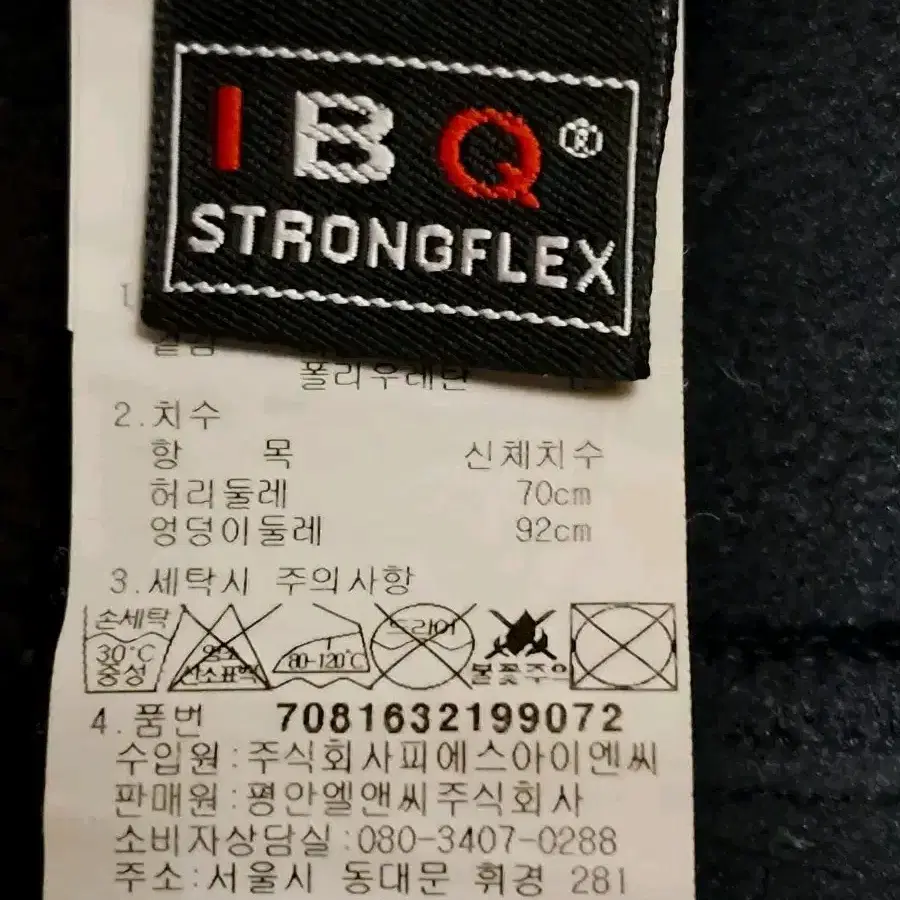 I B Q ®
STRONGFLEX
1.
폴리우레탄
2.치수
항 목 신체치수
허리둘레 70cm
엉덩이둘레 92cm
3.세탁시 주의사항
손세탁
30°C
중성
염소
산소표백
80-120°C
드라이
불꽃주의
4.품번 7081632199072
수입원:주식회사피에스아이엔씨
판매원:평안엘앤씨주식회사
소비자상담실:080-3407-0288
주소:서울시 동대문 휘경 281